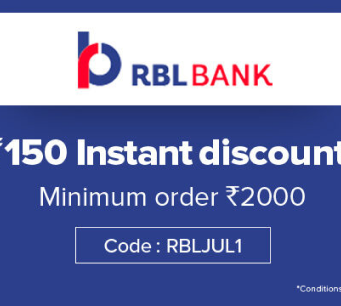 RBL BANK
₹150 Instant discount
Minimum order ₹2000
Code : RBLJUL1
*Conditions